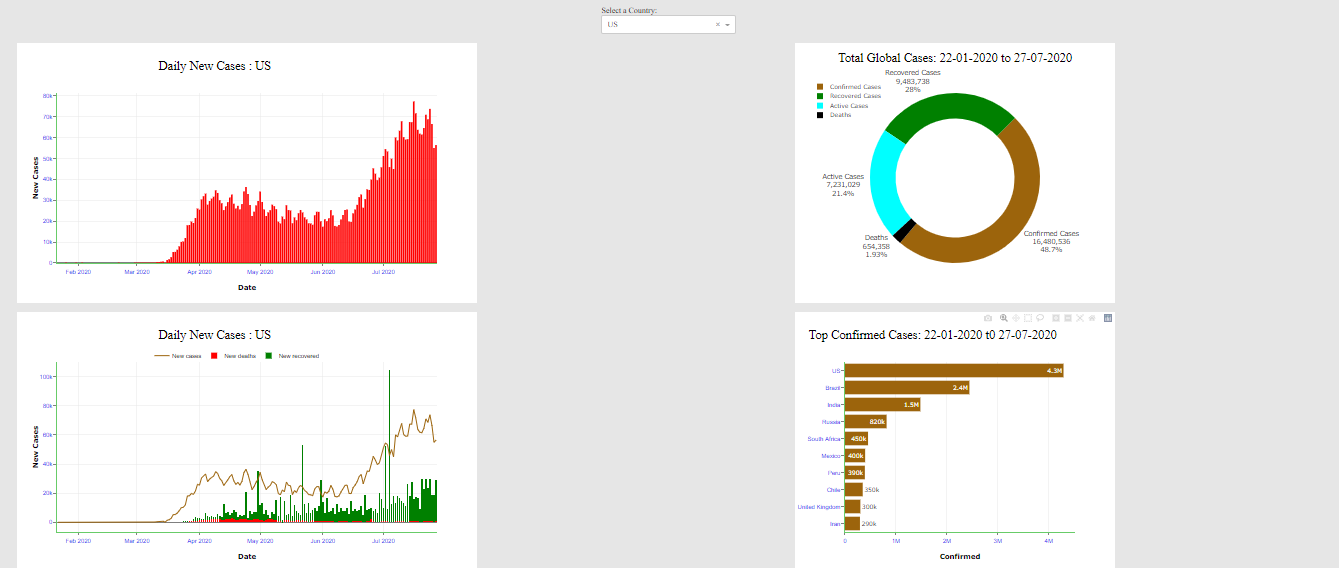 Select a Country:
US
Daily New Cases : US
80k
70k
60k
50k
40k
30k
20k
10k
0
New Cases
Feb 2020 Mar 2020 Apr 2020 May 2020 Jun 2020 Jul 2020
Date
Total Global Cases: 22-01-2020 to 27-07-2020
Confirmed Cases
Recovered Cases
Active Cases
Deaths
Recovered Cases
9,483,738
28%
Active Cases
7,231,029
21.4%
Deaths
654,358
1.93%
Confirmed Cases
16,480,536
48.7%
Daily New Cases : US
New cases New deaths New recovered
100k
80k
60k
40k
20k
0
New Cases
Feb 2020 Mar 2020 Apr 2020 May 2020 Jun 2020 Jul 2020
Date
Top Confirmed Cases: 22-01-2020 t0 27-07-2020
US 4.3M
Brazil 2.4M
India 1.5M
Russia 820k
South Africa 450k
Mexico 400k
Peru 390k
Chile 350k
United Kingdom 300k
Iran 290k
0 1M 2M 3M 4M
Confirmed